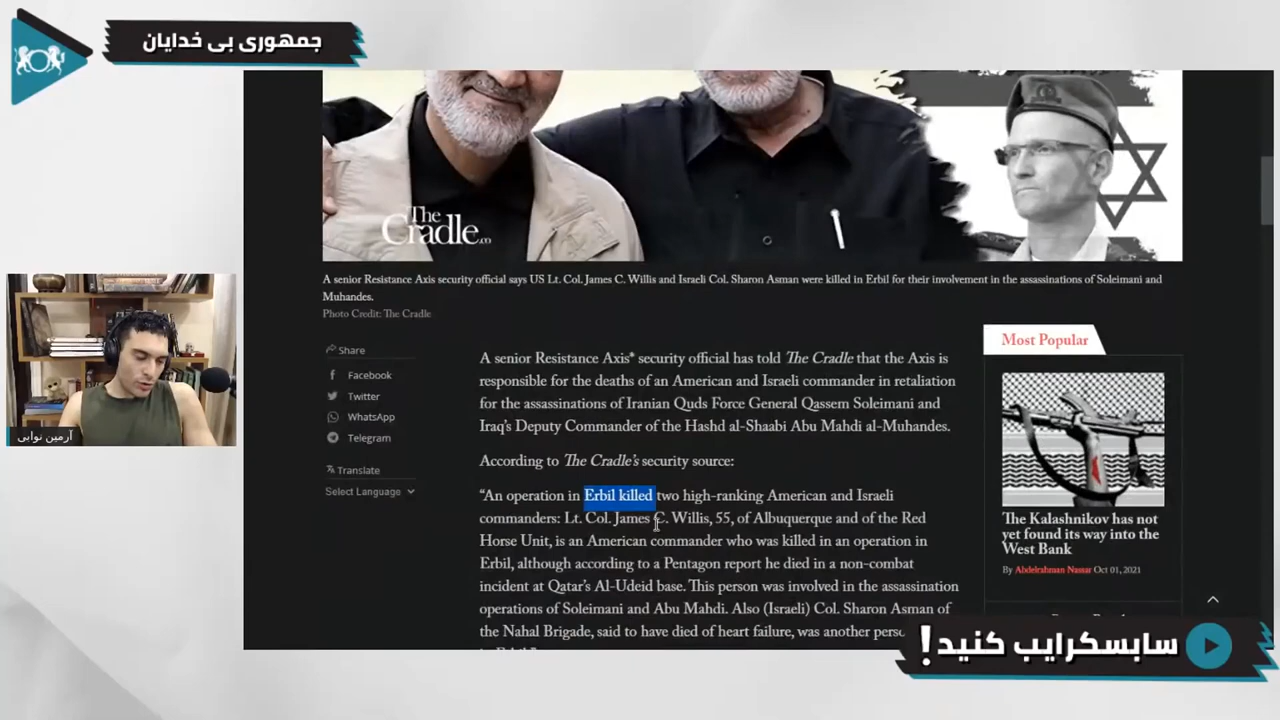 جمهوری بی خدایان
The Cradle.co
A senior Resistance Axis security official says US Lt. Col. James C. Willis and Israeli Col. Sharon Asman were killed in Erbil for their involvement in the assassinations of Soleimani and
Muhandes.
Photo Credit: The Cradle
Share
Facebook
Twitter
WhatsApp
Telegram
Translate
Select Language
A senior Resistance Axis* security official has told The Cradle that the Axis is
responsible for the deaths of an American and Israeli commander in retaliation
for the assassinations of Iranian Quds Force General Qassem Soleimani and
Iraq's Deputy Commander of the Hashd al-Shaabi Abu Mahdi al-Muhandes.
According to The Cradle's security source:
“An operation in Erbil killed two high-ranking American and Israeli
commanders: Lt. Col. James C. Willis, 55, of Albuquerque and of the Red
Horse Unit, is an American commander who was killed in an operation in
Erbil, although according to a Pentagon report he died in a non-combat
incident at Qatar's Al-Udeid base. This person was involved in the assassination
operations of Soleimani and Abu Mahdi. Also (Israeli) Col. Sharon Asman of
the Nahal Brigade, said to have died of heart failure, was another
Most Popular
The Kalashnikov has not
yet found its way into the
West Bank
By Abdelrahman Nassar Oct 01, 2021
آرمین نوابی
سابسکرایب کنید!